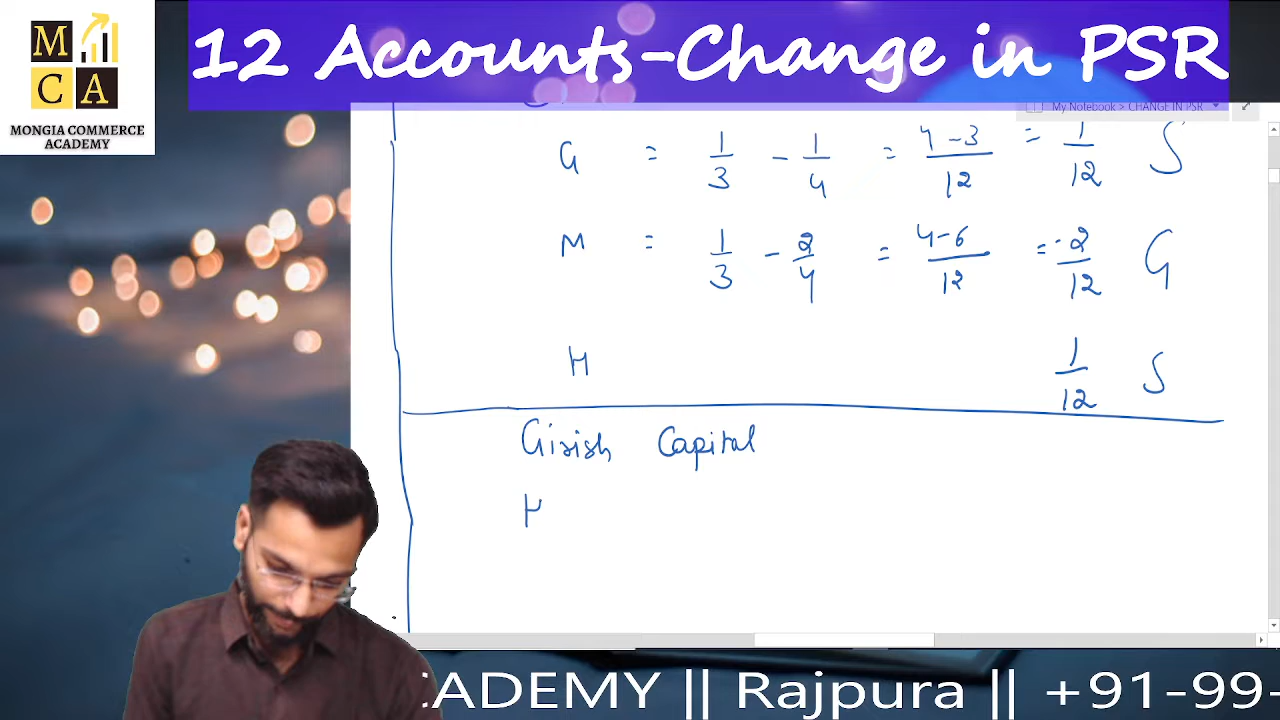 M
C A
MONGIA COMMERCE
ACADEMY
12 Accounts-Change in PSR
My Notebook > CHANGE IN PSR
G = 1/3 - 1/4 = 4-3/12 = 1/12 S
M = 1/3 - 2/4 = 4-6/12 = -2/12 G
H 1/12 S
Girish Capital
H
CADEMY || Rajpura || +91-99-